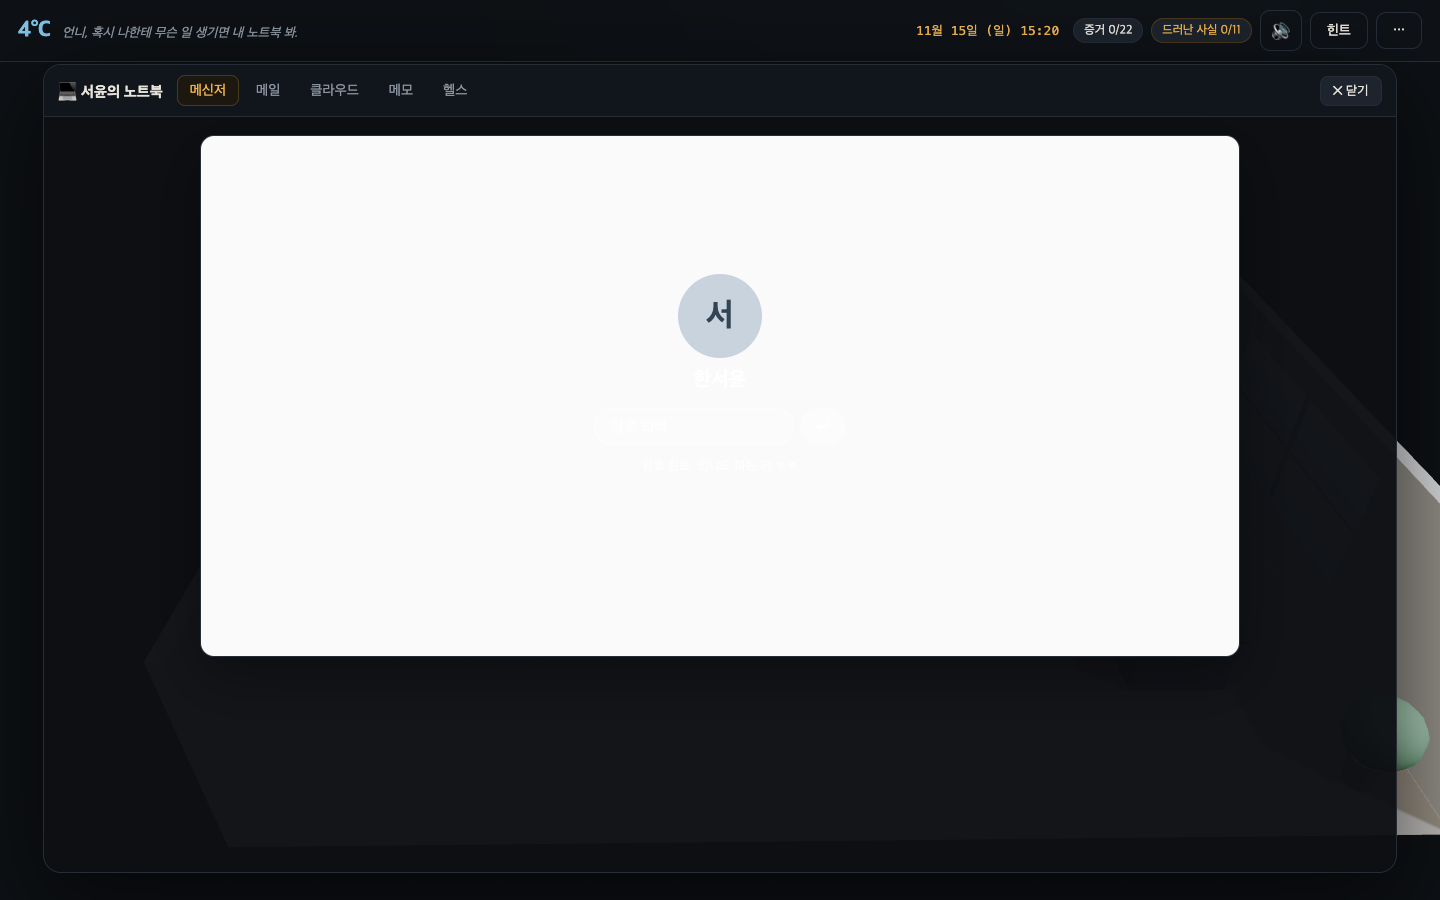 4°C 언니, 혹시 나한테 무슨 일 생기면 내 노트북 봐.
11월 15일 (일) 15:20 증거 0/22 드러난 사실 0/11 힌트 ···
서윤의 노트북 메신저 메일 클라우드 메모 헬스 ✕ 닫기
서
한서윤